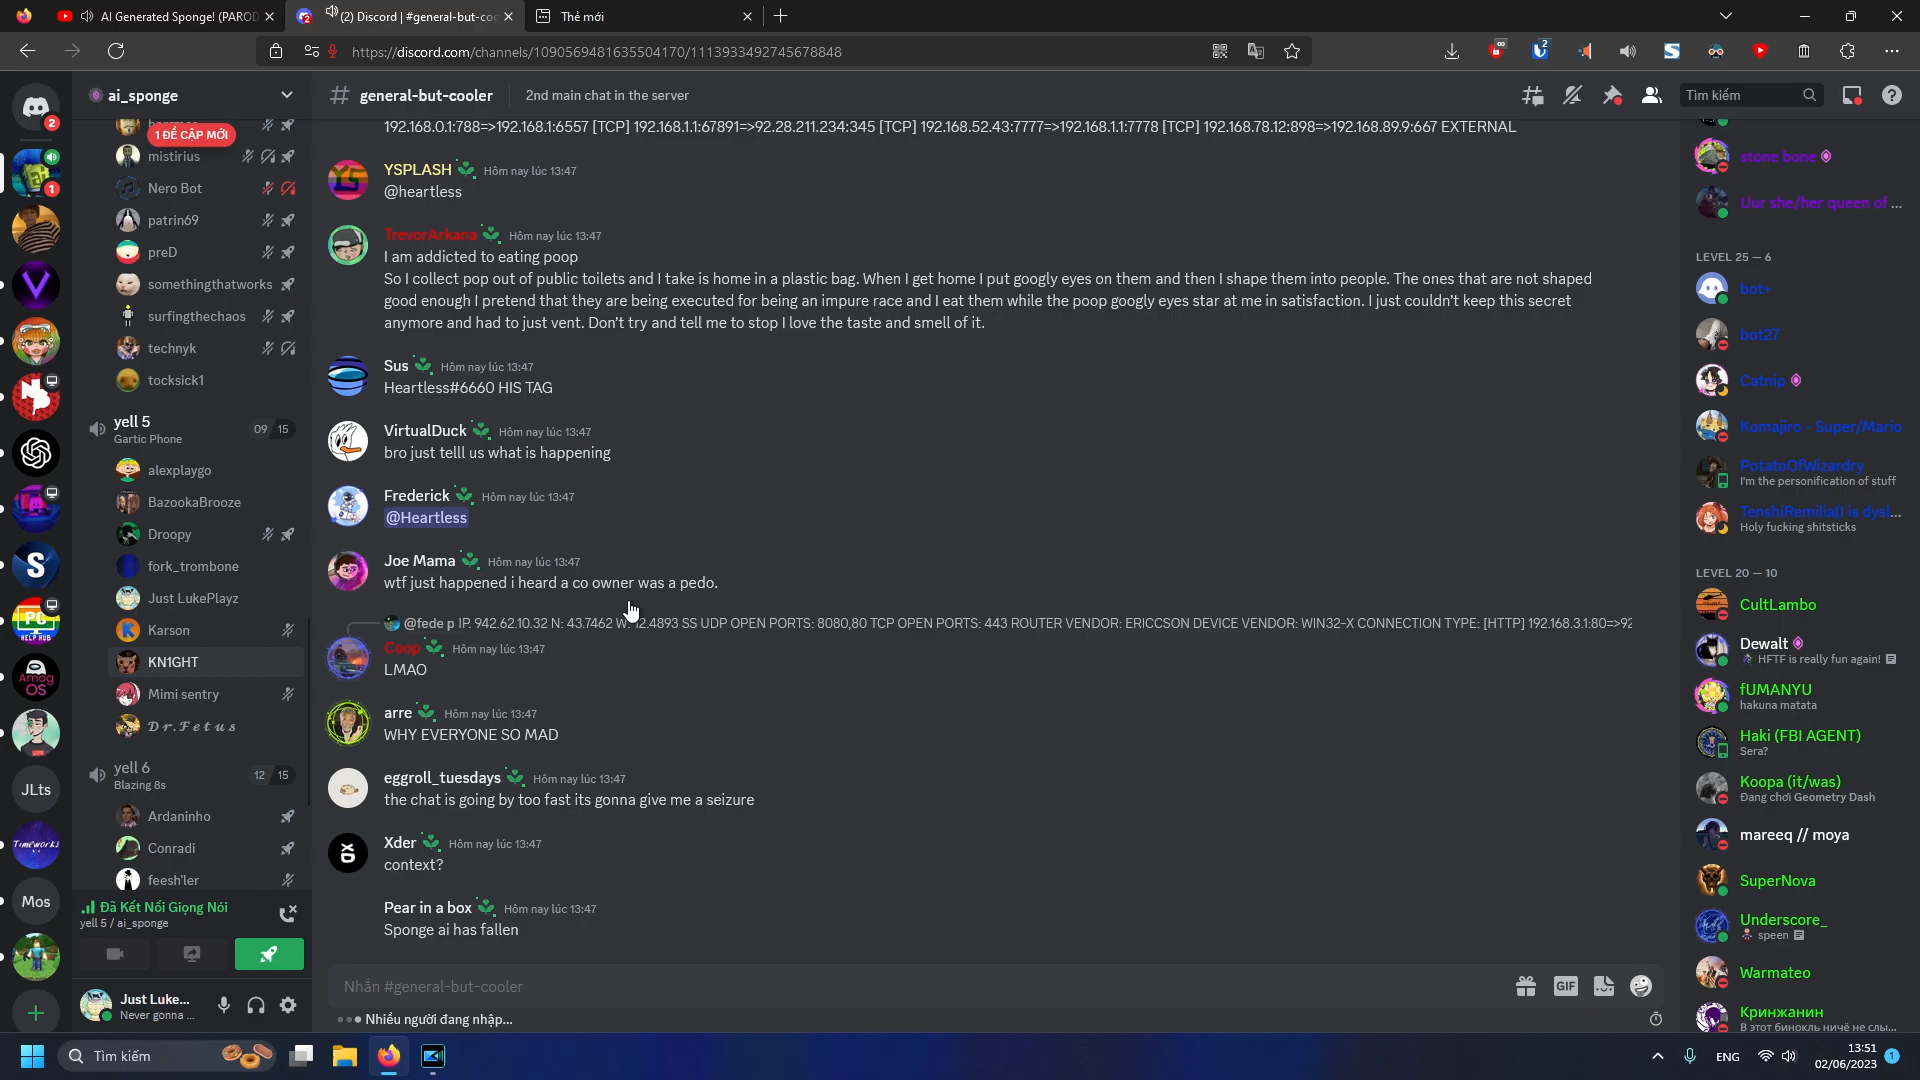 AI Generated Sponge! (PAROD
(2) Discord | #general-but-coo
Thẻ mới
https://discord.com/channels/1090569481635504170/1113933492745678848
ai_sponge
general-but-cooler
2nd main chat in the server
Tìm kiếm
1 ĐỀ CẬP MỚI
mistirius
Nero Bot
patrin69
preD
somethingthatworks
surfingthechaos
technyk
tocksick1
yell 5
Gartic Phone
09 15
alexplaygo
BazookaBrooze
Droopy
fork_trombone
Just LukePlayz
Karson
KN1GHT
Mimi sentry
𝓓𝓻.𝓕𝓮𝓽𝓾𝓼
yell 6
Blazing 8s
12 15
Ardaninho
Conradi
feesh'ler
Đã Kết Nối Giọng Nói
yell 5 / ai_sponge
Just Luke...
Never gonna ...
JLts
Timeworks
Mos
Amog
OS
PC
HELP HUB
192.168.0.1:788=>192.168.1:6557 [TCP] 192.168.1.1:67891=>92.28.211.234:345 [TCP] 192.168.52.43:7777=>192.168.1.1:7778 [TCP] 192.168.78.12:898=>192.168.89.9:667 EXTERNAL
YSPLASH Hôm nay lúc 13:47
@heartless
TrevorArkana Hôm nay lúc 13:47
I am addicted to eating poop
So I collect pop out of public toilets and I take is home in a plastic bag. When I get home I put googly eyes on them and then I shape them into people. The ones that are not shaped
good enough I pretend that they are being executed for being an impure race and I eat them while the poop googly eyes star at me in satisfaction. I just couldn't keep this secret
anymore and had to just vent. Don't try and tell me to stop I love the taste and smell of it.
Sus Hôm nay lúc 13:47
Heartless#6660 HIS TAG
VirtualDuck Hôm nay lúc 13:47
bro just telll us what is happening
Frederick Hôm nay lúc 13:47
@Heartless
Joe Mama Hôm nay lúc 13:47
wtf just happened i heard a co owner was a pedo.
@fede p IP. 942.62.10.32 N: 43.7462 W: 12.4893 SS UDP OPEN PORTS: 8080,80 TCP OPEN PORTS: 443 ROUTER VENDOR: ERICCSON DEVICE VENDOR: WIN32-X CONNECTION TYPE: [HTTP] 192.168.3.1:80=>92
Coop Hôm nay lúc 13:47
LMAO
arre Hôm nay lúc 13:47
WHY EVERYONE SO MAD
eggroll_tuesdays Hôm nay lúc 13:47
the chat is going by too fast its gonna give me a seizure
Xder Hôm nay lúc 13:47
context?
Pear in a box Hôm nay lúc 13:47
Sponge ai has fallen
Nhắn #general-but-cooler
GIF
Nhiều người đang nhập...
stone bone
Uur she/her queen of ...
LEVEL 25 — 6
bot+
bot27
Catnip
Komajiro - Super/Mario
PotatoOfWizardry
I'm the personification of stuff
TenshiRemilia(I is dysl...
Holy fucking shitsticks
LEVEL 20 — 10
CultLambo
Dewalt
HFTF is really fun again!
fUMANYU
hakuna matata
Haki (FBI AGENT)
Sera?
Koopa (it/was)
Đang chơi Geometry Dash
mareeq // moya
SuperNova
Underscore_
speen
Warmateo
Кринжанин
В этот бинокль ничё не слы...
Tìm kiếm
ENG
13:51
02/06/2023
1